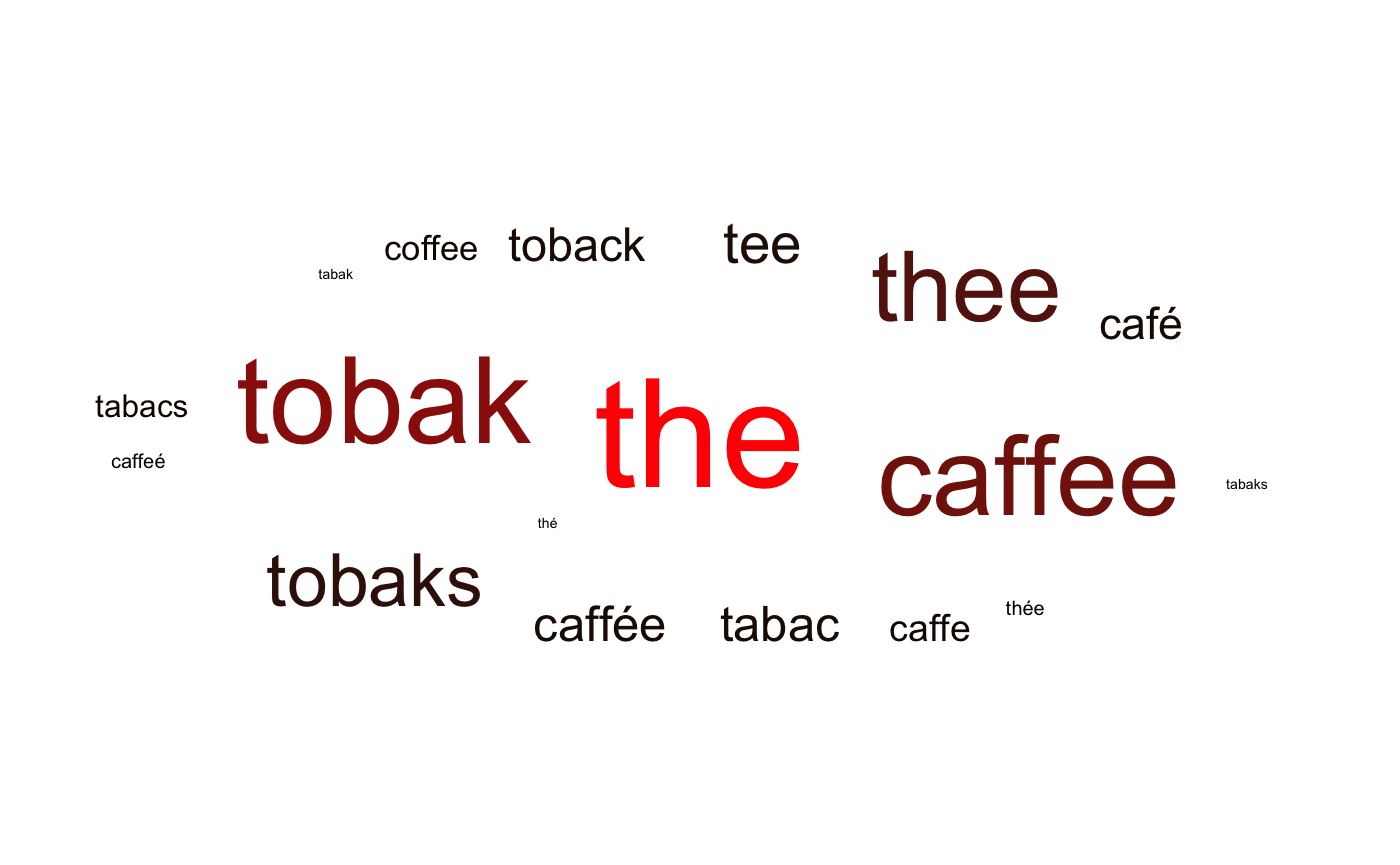 coffee toback tee
tabak
thee
café
tobak
the
tabacs
caffee
caffeé
tabaks
thé
tobaks
caffée tabac caffe
thée